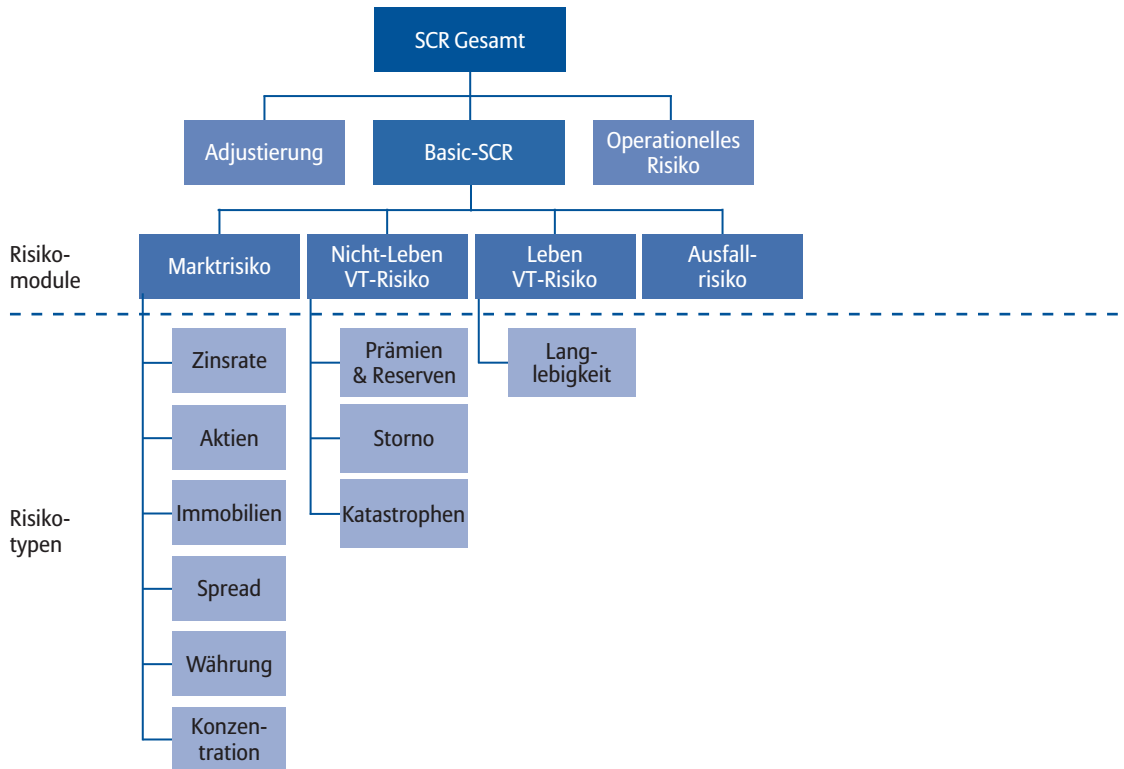 SCR Gesamt
Adjustierung
Basic-SCR
Operationelles
Risiko
Risiko-
module
Marktrisiko
Nicht-Leben
VT-Risiko
Leben
VT-Risiko
Ausfall-
risiko
Risiko-
typen
Zinsrate
Aktien
Immobilien
Spread
Währung
Konzen-
tration
Prämien
& Reserven
Storno
Katastrophen
Lang-
lebigkeit